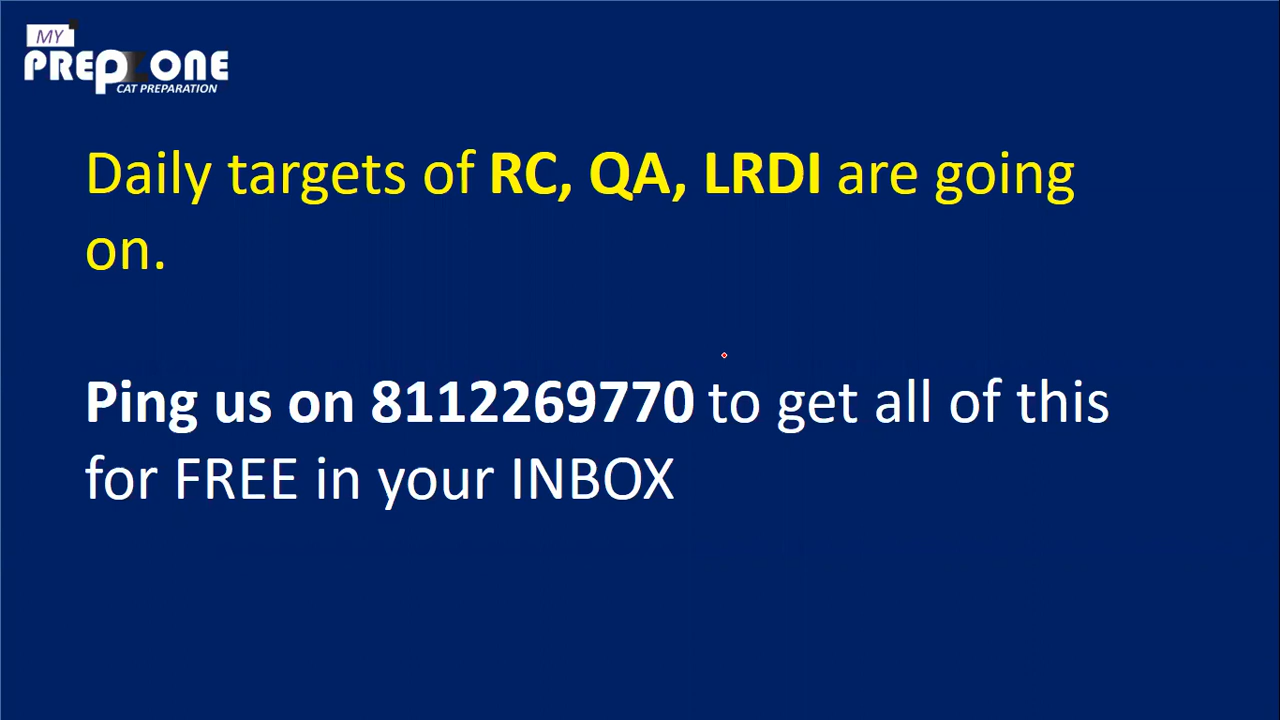 MY
PREPZONE
CAT PREPARATION
Daily targets of RC, QA, LRDI are going
on.
Ping us on 8112269770 to get all of this
for FREE in your INBOX